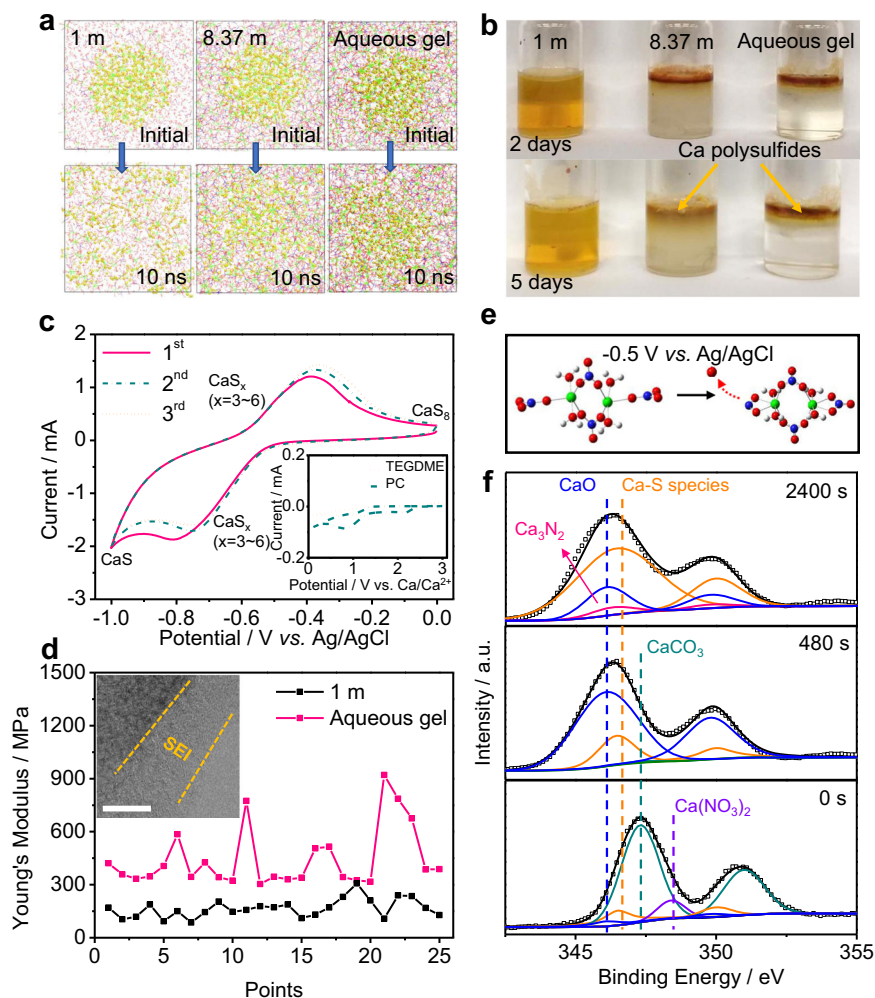 a
1 m
8.37 m
Aqueous gel
Initial
Initial
Initial
10 ns
10 ns
10 ns
b
1 m
8.37 m
Aqueous gel
2 days
Ca polysulfides
5 days
c
1st
2nd
3rd
CaSx
(x=3~6)
CaS8
CaSx
(x=3~6)
CaS
Current / mA
3
2
1
0
1
-2
3
-1.0
-0.8
-0.6
-0.4
-0.2
0.0
Potential / V vs. Ag/AgCl
TEGDME
PC
Current / mA
0.2
0.0
-0.2
0
1
2
3
Potential / V vs. Ca/Ca2+
d
1 m
Aqueous gel
SEI
Young's Modulus / MPa
1500
1200
900
600
300
0
0
5
10
15
20
25
Points
e
-0.5 V vs. Ag/AgCl
f
CaO
Ca-S species
2400 s
Ca3N2
CaCO3
480 s
Ca(NO3)2
0 s
Intensity / a.u.
345
350
355
Binding Energy / eV